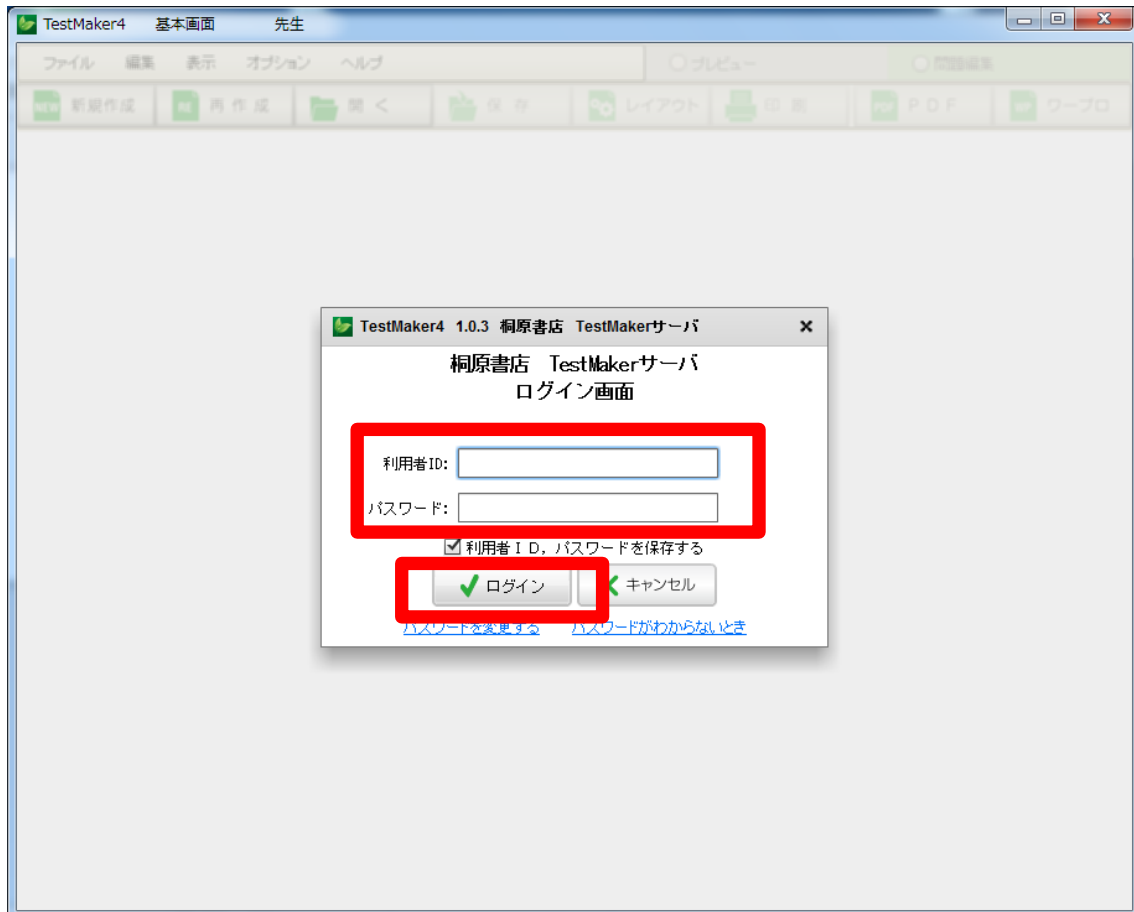 TestMaker4 基本画面 先生
ファイル 編集 表示 オプション ヘルプ プレビュー 問題編集
NEW 新規作成 RE 再作成 開く 保存 レイアウト 印刷 PDF PDF ワープロ
TestMaker4 1.0.3 桐原書店 TestMakerサーバ
桐原書店 TestMakerサーバ
ログイン画面
利用者ID:
パスワード:
利用者ＩＤ，パスワードを保存する
ログイン キャンセル
パスワードを変更する パスワードがわからないとき